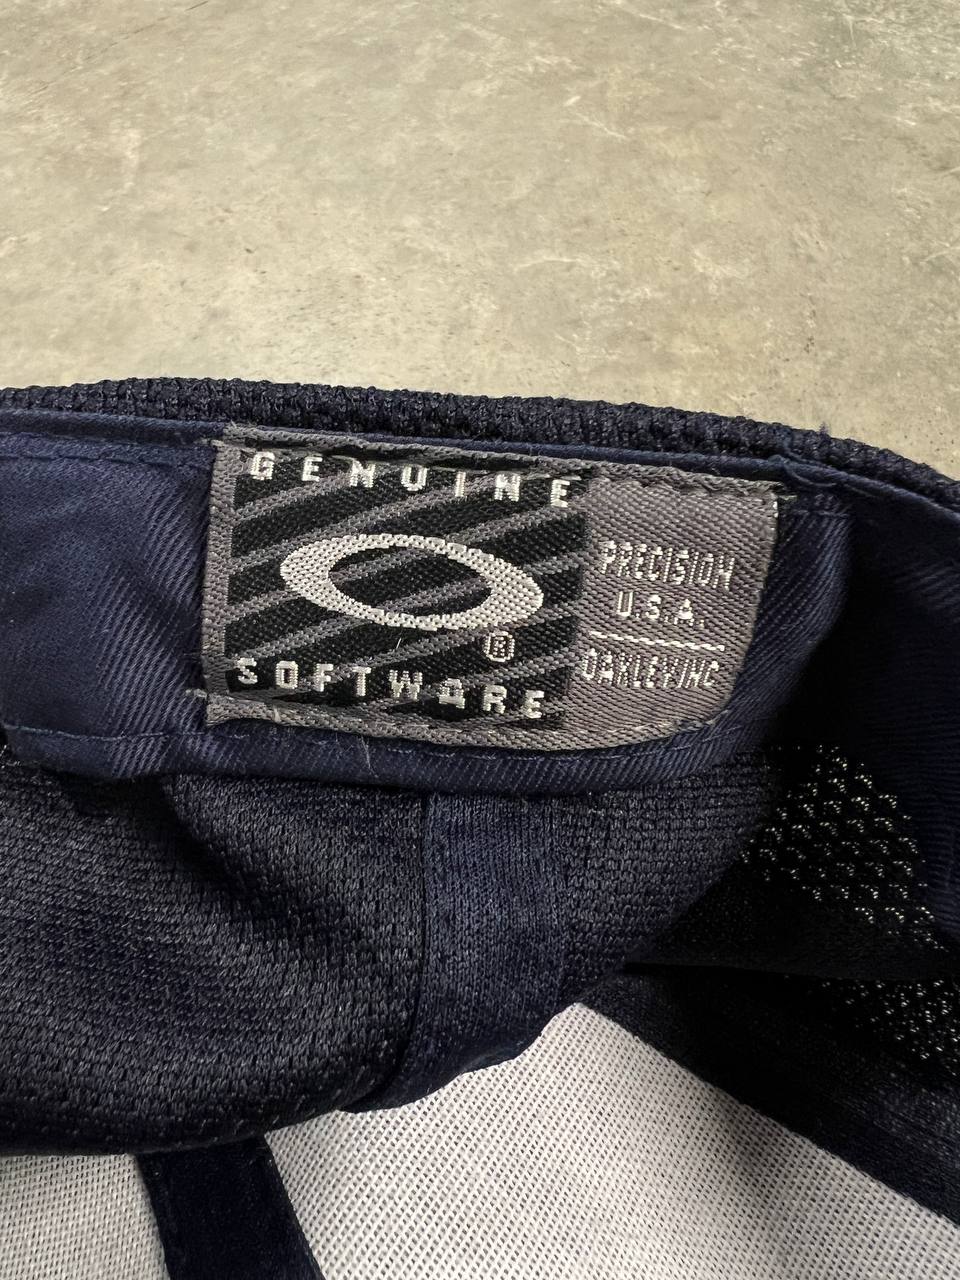 GENUINE
®
SOFTWARE
PRECISION
U.S.A.
OAKLEY, INC